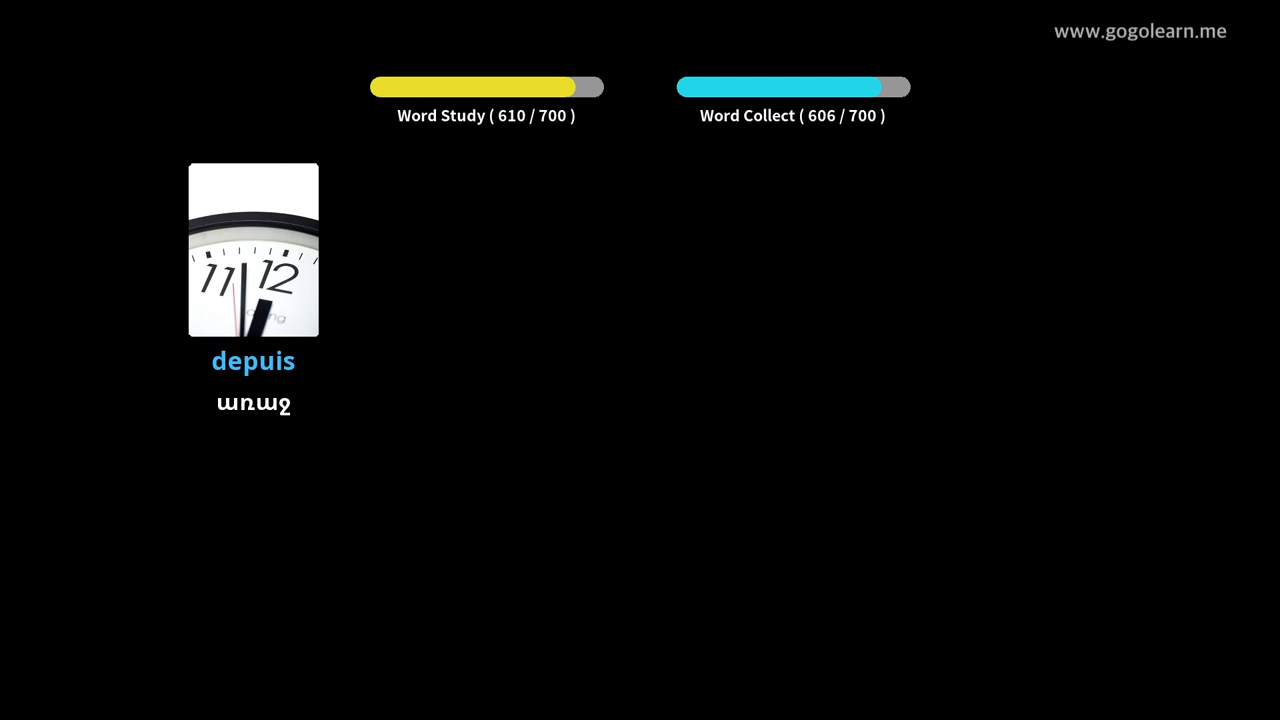 www.gogolearn.me
Word Study ( 610 / 700 )
Word Collect ( 606 / 700 )
11 12
depuis
առաջ